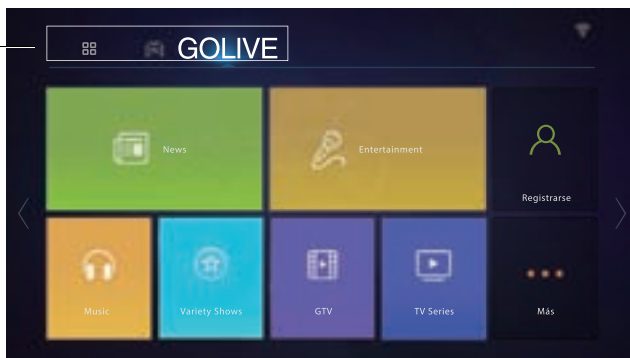 GOLIVE
News
Entertainment
Registrarse
Music
Variety Shows
GTV
TV Series
Más